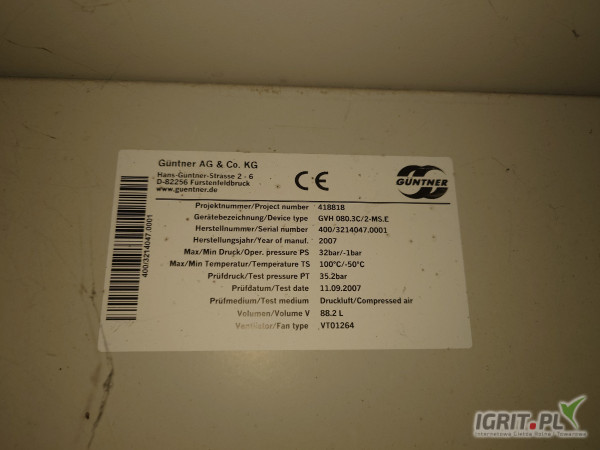 Güntner AG & Co. KG
Hans-Güntner-Strasse 2 - 6
D-82256 Fürstenfeldbruck
www.guentner.de
CE
GÜNTNER
Projektnummer/Project number 418818
Gerätebezeichnung/Device type GVH 080.3C/2-MS.E
Herstellnummer/Serial number 400/3214047.0001
Herstellungsjahr/Year of manuf. 2007
Max/Min Druck/Oper. pressure PS 32bar/-1bar
Max/Min Temperatur/Temperature TS 100°C/-50°C
Prüfdruck/Test pressure PT 35.2bar
Prüfdatum/Test date 11.09.2007
Prüfmedium/Test medium Druckluft/Compressed air
Volumen/Volume V 88.2 L
Ventilator/Fan type VT01264
400/3214047.0001
IGRIT.PL
Internetowa Giełda Rolna i Towarowa